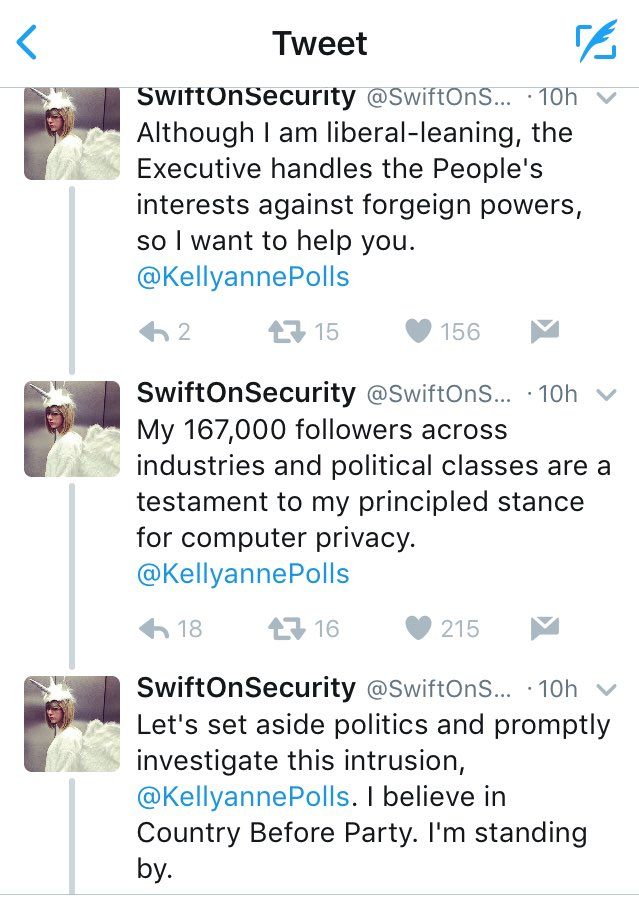 Tweet
SwiftOnSecurity @SwiftOnS... · 10h
Although I am liberal-leaning, the
Executive handles the People's
interests against forgeign powers,
so I want to help you.
@KellyannePolls
2 15 156
SwiftOnSecurity @SwiftOnS... · 10h
My 167,000 followers across
industries and political classes are a
testament to my principled stance
for computer privacy.
@KellyannePolls
18 16 215
SwiftOnSecurity @SwiftOnS... · 10h
Let's set aside politics and promptly
investigate this intrusion,
@KellyannePolls. I believe in
Country Before Party. I'm standing
by.